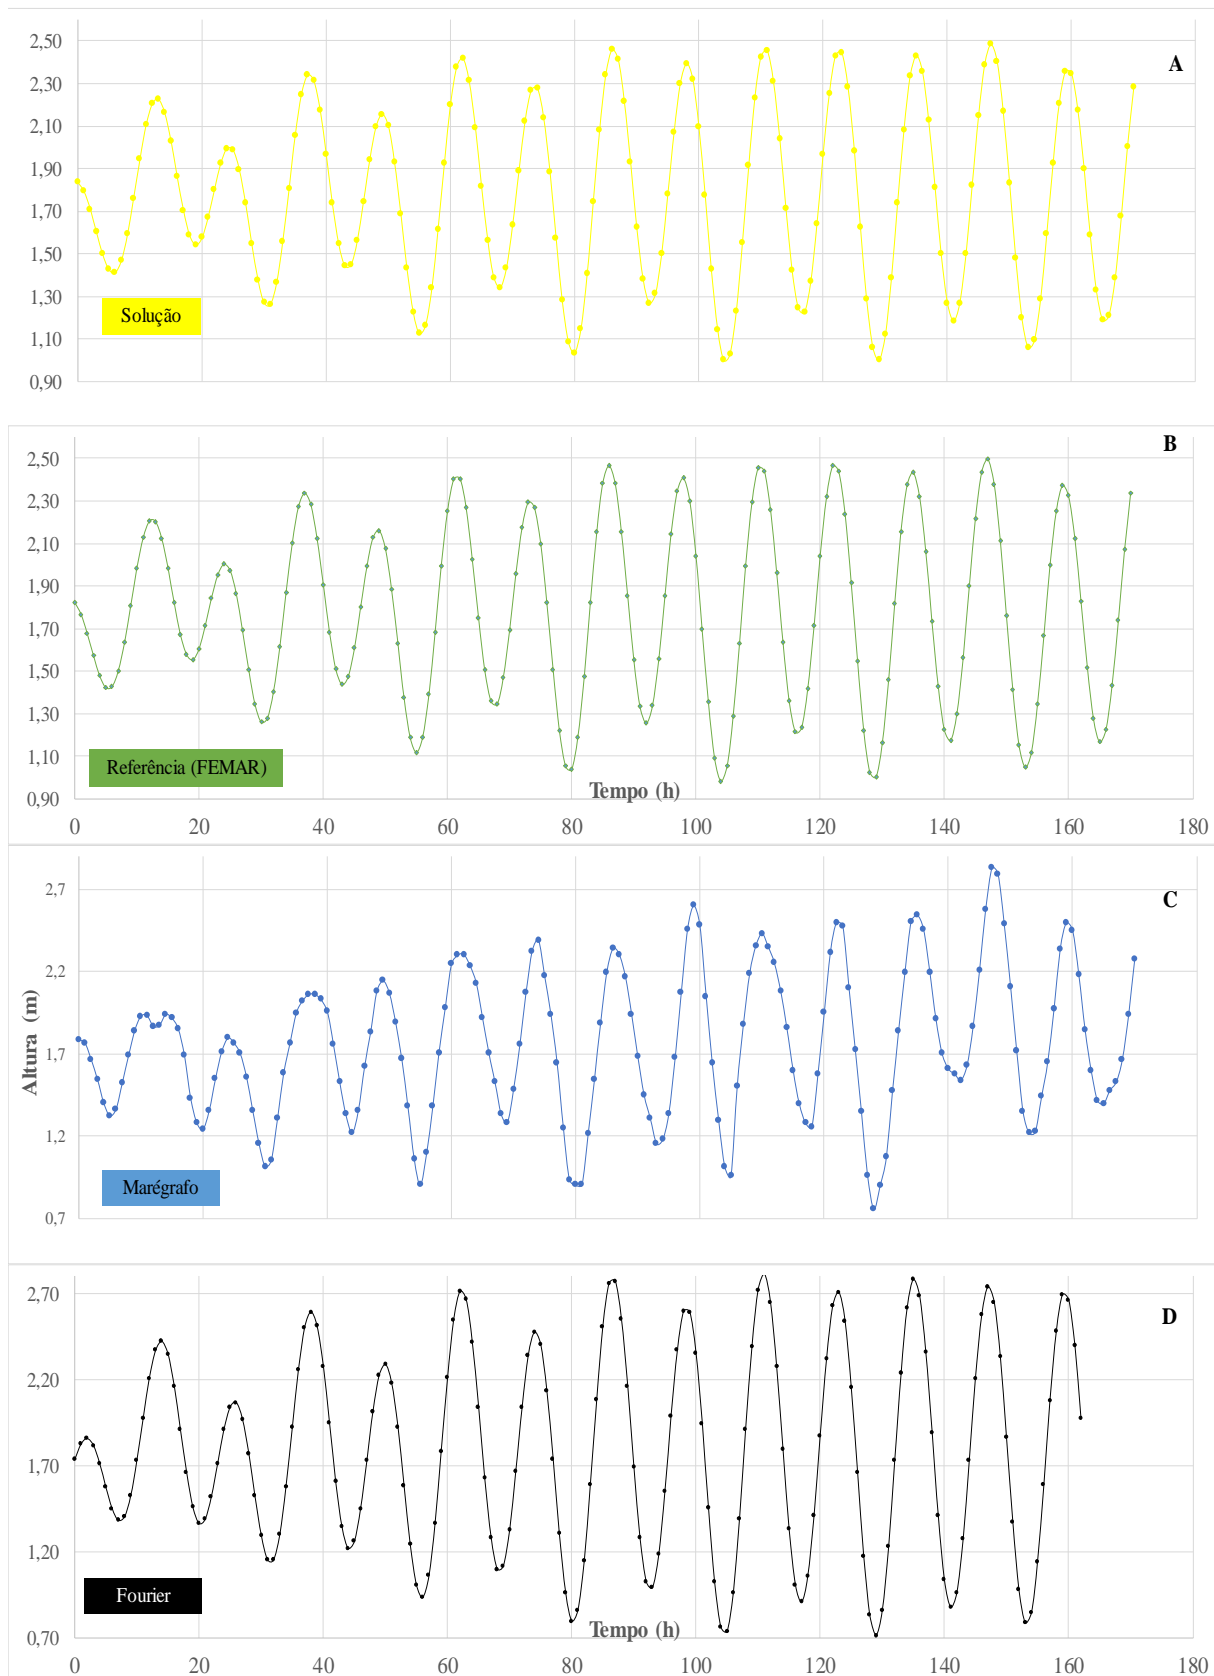 2,50
A
2,30
2,10
1,90
1,70
1,50
1,30
Solução
1,10
0,90
B
2,50
2,30
2,10
1,90
1,70
1,50
1,30
1,10
Referência (FEMAR)
0,90
Tempo (h)
0 20 40 60 80 100 120 140 160 180
2,7
C
2,2
Altura (m)
1,7
1,2
Marégrafo
0,7
2,70
D
2,20
1,70
1,20
Fourier
0,70
Tempo (h)
0 20 40 60 80 100 120 140 160 180